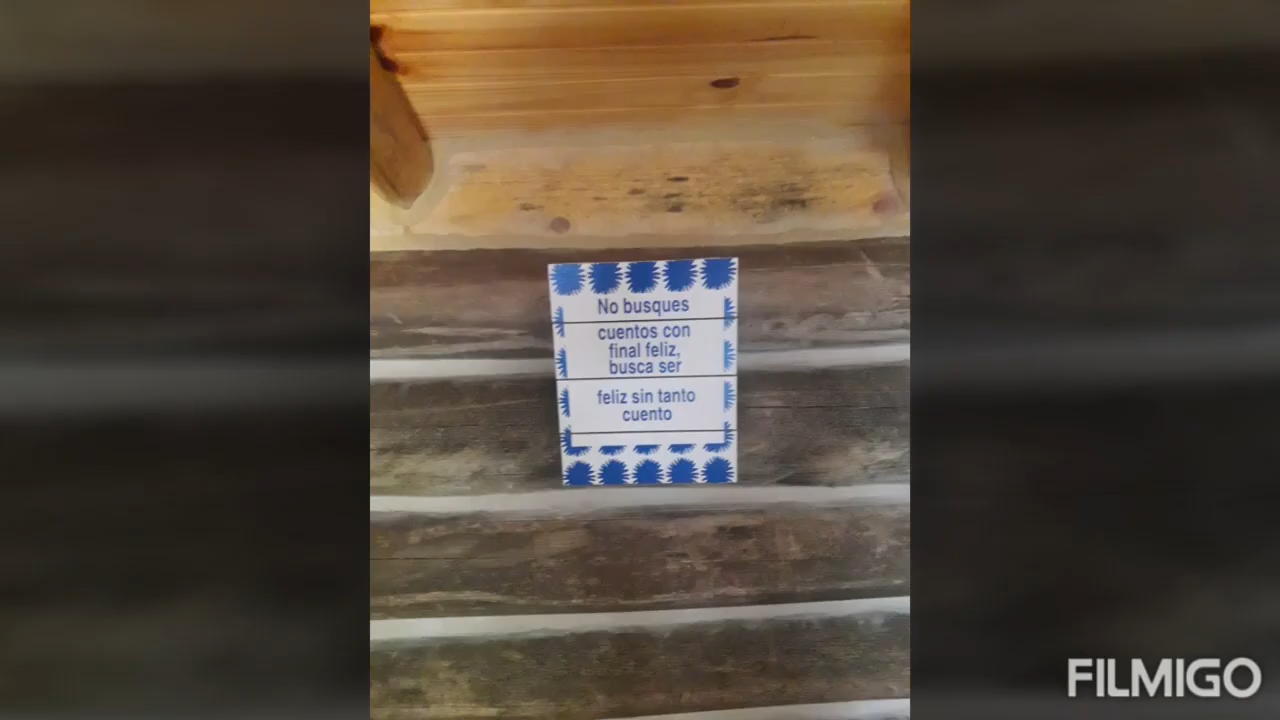 No busques
cuentos con
final feliz,
busca ser
feliz sin tanto
cuento
FILMIGO